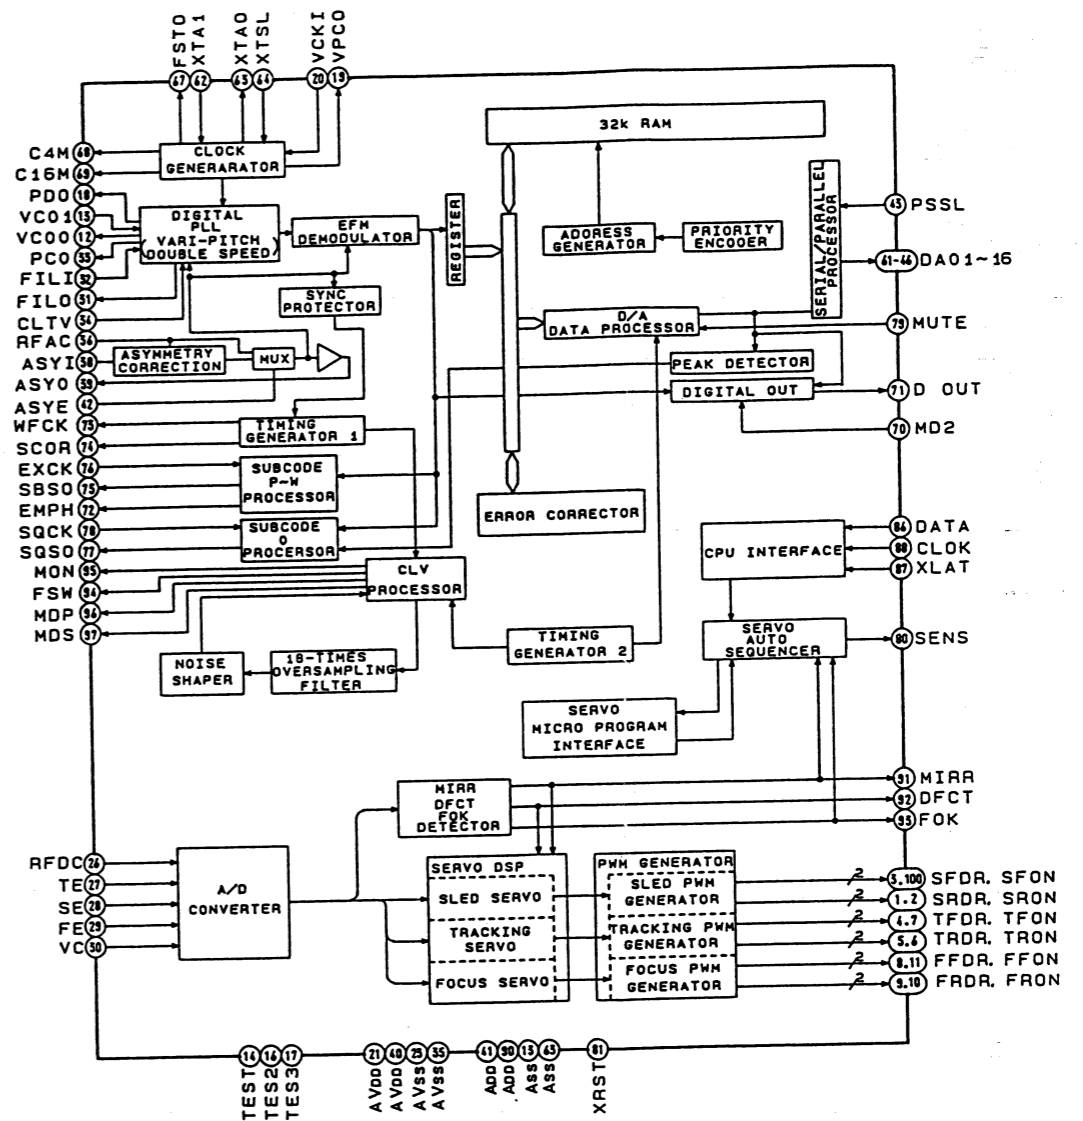 FSTO
XTA1
XTAO
XTSL
VCKI
VPCO
67
62
63
64
20
19
32k RAM
CLOCK
GENERARATOR
C4M 68
C16M 69
PDO 18
VCO1 15
VCOO 12
PCO 33
FILI 32
FILO 31
CLTV 34
RFAC 36
ASYI 38
ASYO 39
ASYE 42
WFCK 73
SCOR 74
EXCK 76
SBSO 75
EMPH 72
SQCK 78
SQSO 77
MON 95
FSW 94
MDP 96
MDS 97
DIGITAL
PLL
(VARI-PITCH
DOUBLE SPEED)
EFM
DEMODULATOR
REGISTER
ADDRESS
GENERATOR
PRIORITY
ENCOOER
SERIAL/PARALLEL
PROCESSOR
45 PSSL
61-46 DA01~16
SYNC
PROTECTOR
D/A
DATA PROCESSOR
79 MUTE
ASYMMETRY
CORRECTION
MUX
PEAK DETECTOR
DIGITAL OUT
71 D OUT
70 MD2
TIMING
GENERATOR 1
SUBCODE
P~W
PROCESSOR
ERROR CORRECTOR
SUBCODE
O
PROCERSOR
CPU INTERFACE
86 DATA
88 CLOK
87 XLAT
CLV
PROCESSOR
TIMING
GENERATOR 2
SERVO
AUTO
SEQUENCER
80 SENS
NOISE
SHAPER
18-TIMES
OVERSAMPLING
FILTER
SERVO
MICRO PROGRAM
INTERFACE
MIRR
DFCT
FOK
DETECTOR
91 MIRR
92 DFCT
93 FOK
RFDC 26
TE 27
SE 28
FE 29
VC 30
A/D
CONVERTER
SERVO DSP
SLED SERVO
TRACKING
SERVO
FOCUS SERVO
PWM GENERATOR
SLED PWM
GENERATOR
TRACKING PWM
GENERATOR
FOCUS PWM
GENERATOR
2 3.100 SFDR. SFON
2 1.2 SRDR. SRON
2 4.7 TFDR. TFON
2 5.6 TRDR. TRON
2 8.11 FFDR. FFON
2 9.10 FRDR. FRON
14
16
17
21
40
25
35
41
90
13
65
81
TEST
TES2
TES3
AVDD
AVDD
AVSS
AVSS
ADD
ADD
ASS
ASS
XRST